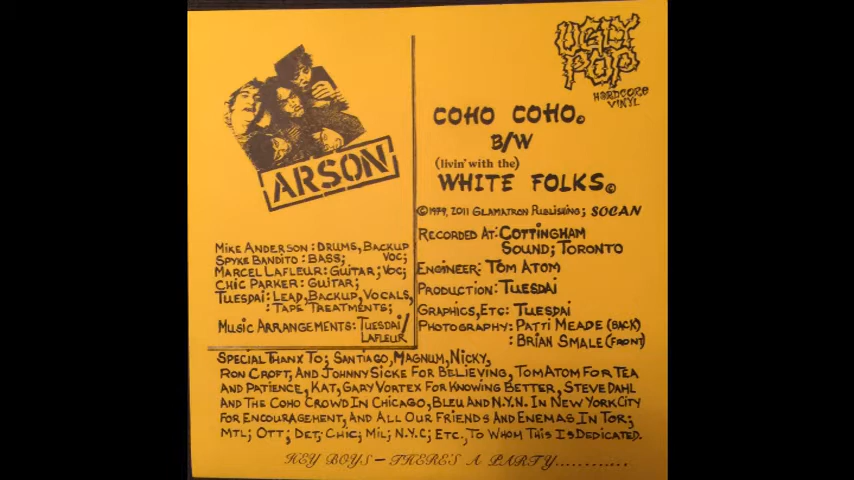 ARSON
MIKE ANDERSON: DRUMS, BACKUP
VOC;
SPYKE BANDITO: BASS;
MARCEL LAFLEUR: GUITAR; VOC;
CHIC PARKER: GUITAR;
TUESDAI: LEAD, BACKUP, VOCALS,
: TAPE TREATMENTS;
MUSIC ARRANGEMENTS: TUESDAI/
LAFLEUR
UGLY
POP
HARDCORE
VINYL
COHO COHO©
B/W
(livin' with the)
WHITE FOLKS©
©1979, 2011 GLAMATRON PUBLISHING; SOCAN
RECORDED AT: COTTINGHAM
SOUND; TORONTO
ENGINEER: TOM ATOM
PRODUCTION: TUESDAI
GRAPHICS, ETC: TUESDAI
PHOTOGRAPHY: PATTI MEADE (BACK)
: BRIAN SMALE (FRONT)
SPECIAL THANX TO; SANTIAGO, MAGNUM, NICKY,
RON CROFT, AND JOHNNY SICKE FOR BELIEVING, TOM ATOM FOR TEA
AND PATIENCE, KAT, GARY VORTEX FOR KNOWING BETTER, STEVE DAHL
AND THE COHO CROWD IN CHICAGO, BLEU AND N.Y.N. IN NEW YORK CITY
FOR ENCOURAGEMENT, AND ALL OUR FRIENDS AND ENEMAS IN TOR;
MTL; OTT; DET; CHIC; MIL; N.Y.C; ETC., TO WHOM THIS IS DEDICATED.
HEY BOYS — THERE'S A PARTY............